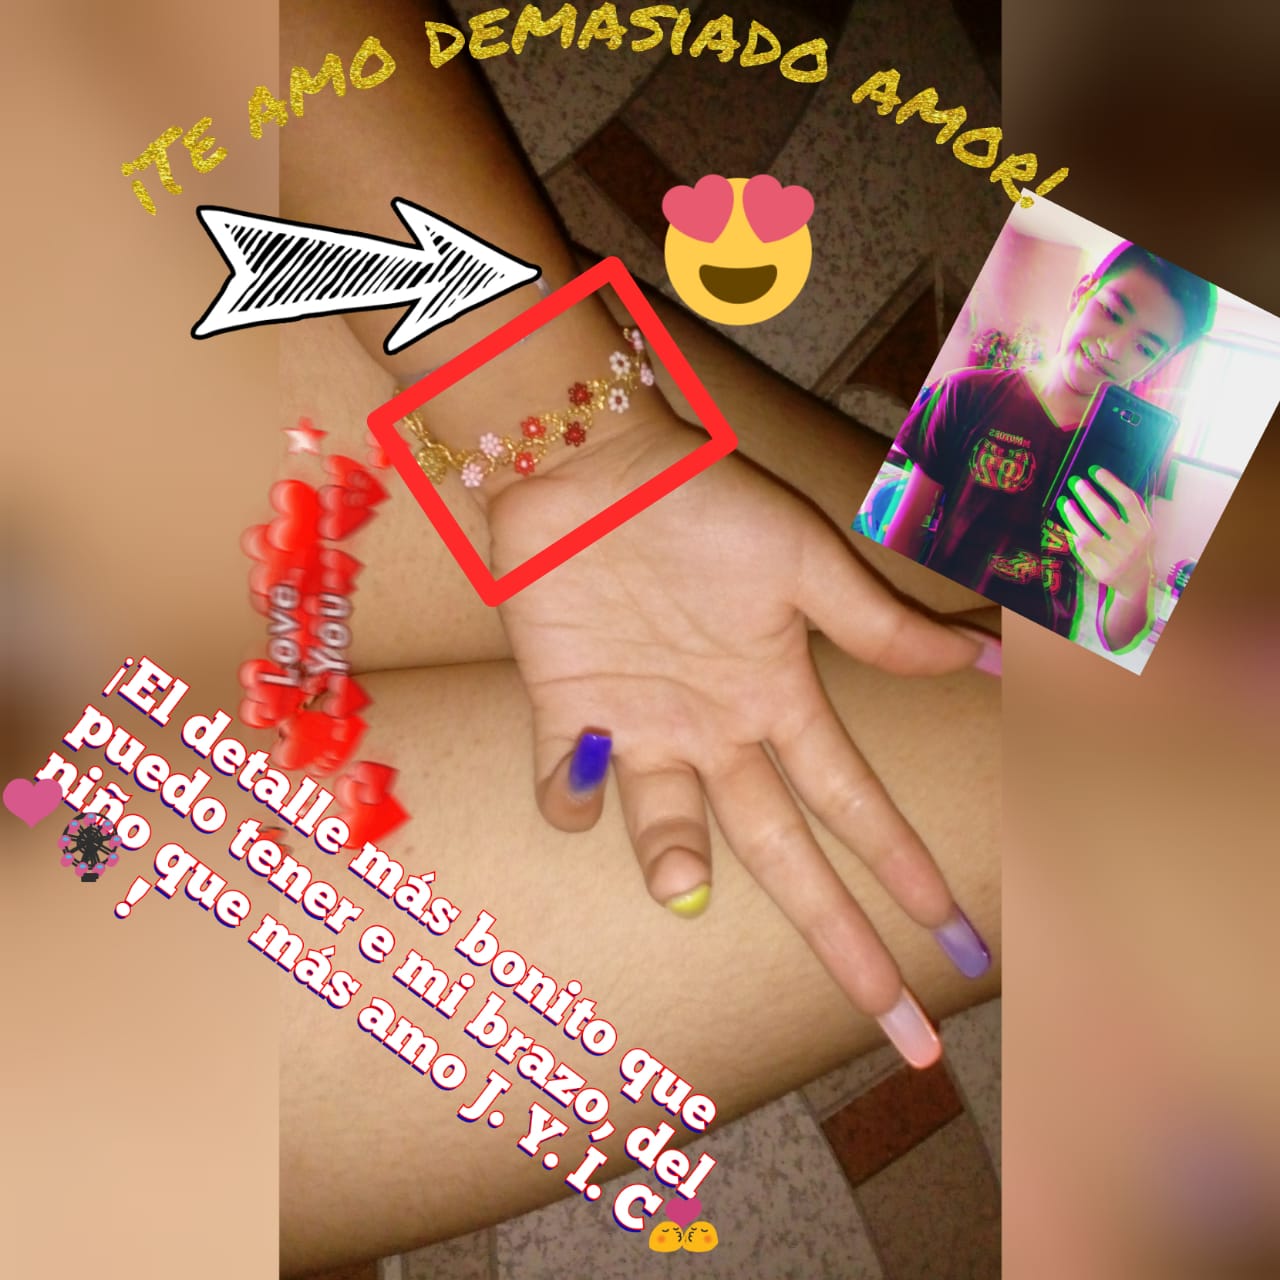 ¡TE AMO DEMASIADO AMOR!
Love
You
¡El detalle más bonito que
puedo tener e mi brazo, del
niño que más amo J. Y. I. C
!